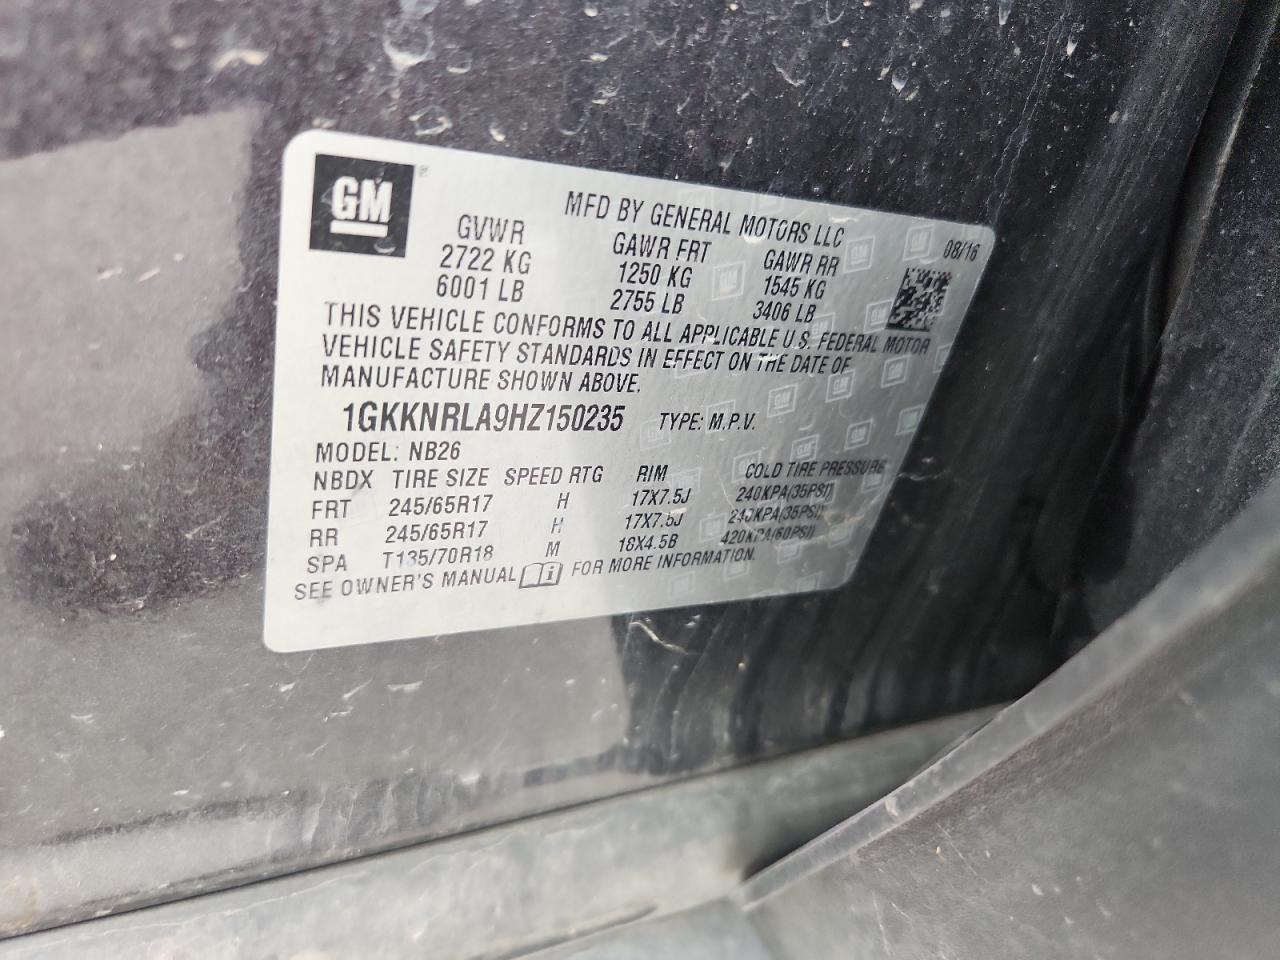 GM
MFD BY GENERAL MOTORS LLC
08/16
GVWR GAWR FRT GAWR RR
2722 KG 1250 KG 1545 KG
6001 LB 2755 LB 3406 LB
THIS VEHICLE CONFORMS TO ALL APPLICABLE U.S. FEDERAL MOTOR
VEHICLE SAFETY STANDARDS IN EFFECT ON THE DATE OF
MANUFACTURE SHOWN ABOVE.
1GKKNRLA9HZ150235 TYPE: M.P.V.
MODEL: NB26
NBDX TIRE SIZE SPEED RTG RIM COLD TIRE PRESSURE
FRT 245/65R17 H 17X7.5J 240KPA(35PSI)
RR 245/65R17 H 17X7.5J 240KPA(35PSI)
SPA T135/70R18 M 18X4.5B 420KPA(60PSI)
SEE OWNER'S MANUAL FOR MORE INFORMATION.